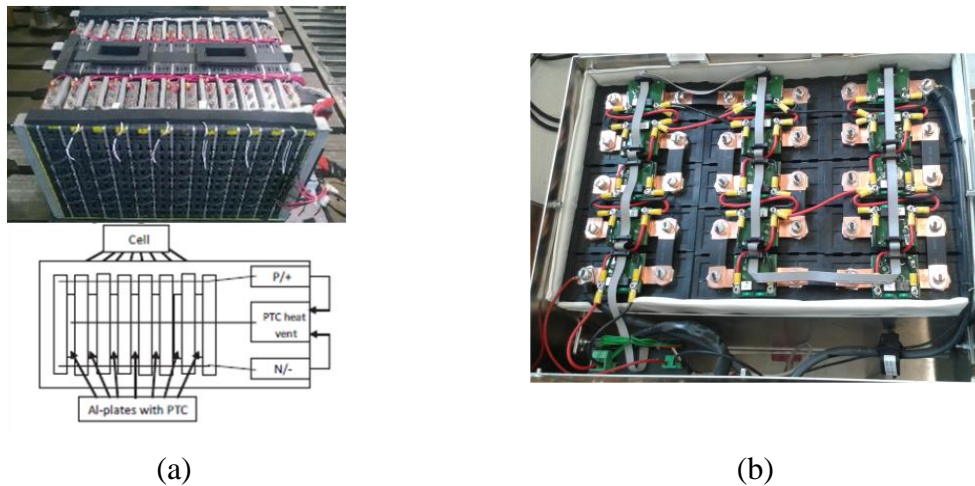 Cell
P/+
PTC heat
vent
N/-
Al-plates with PTC
(a)
(b)